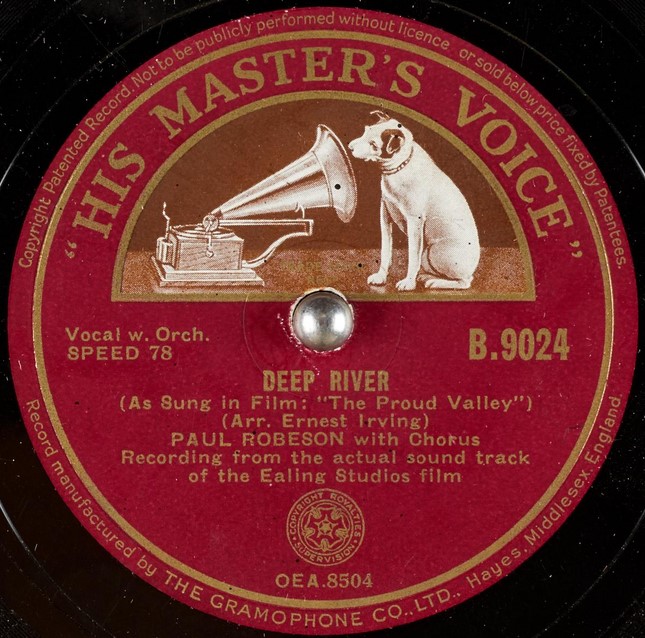 Copyright Patented Record. Not to be publicly performed without licence or sold below price fixed by Patentees.
"HIS MASTER'S VOICE"
Vocal w. Orch.
SPEED 78
B.9024
DEEP RIVER
(As Sung in Film: "The Proud Valley")
(Arr. Ernest Irving)
PAUL ROBESON with Chorus
Recording from the actual sound track
of the Ealing Studios film
COPYRIGHT ROYALTIES
SUPERVISION
OEA.8504
Record manufactured by THE GRAMOPHONE CO., LTD., Hayes, Middlesex, England.